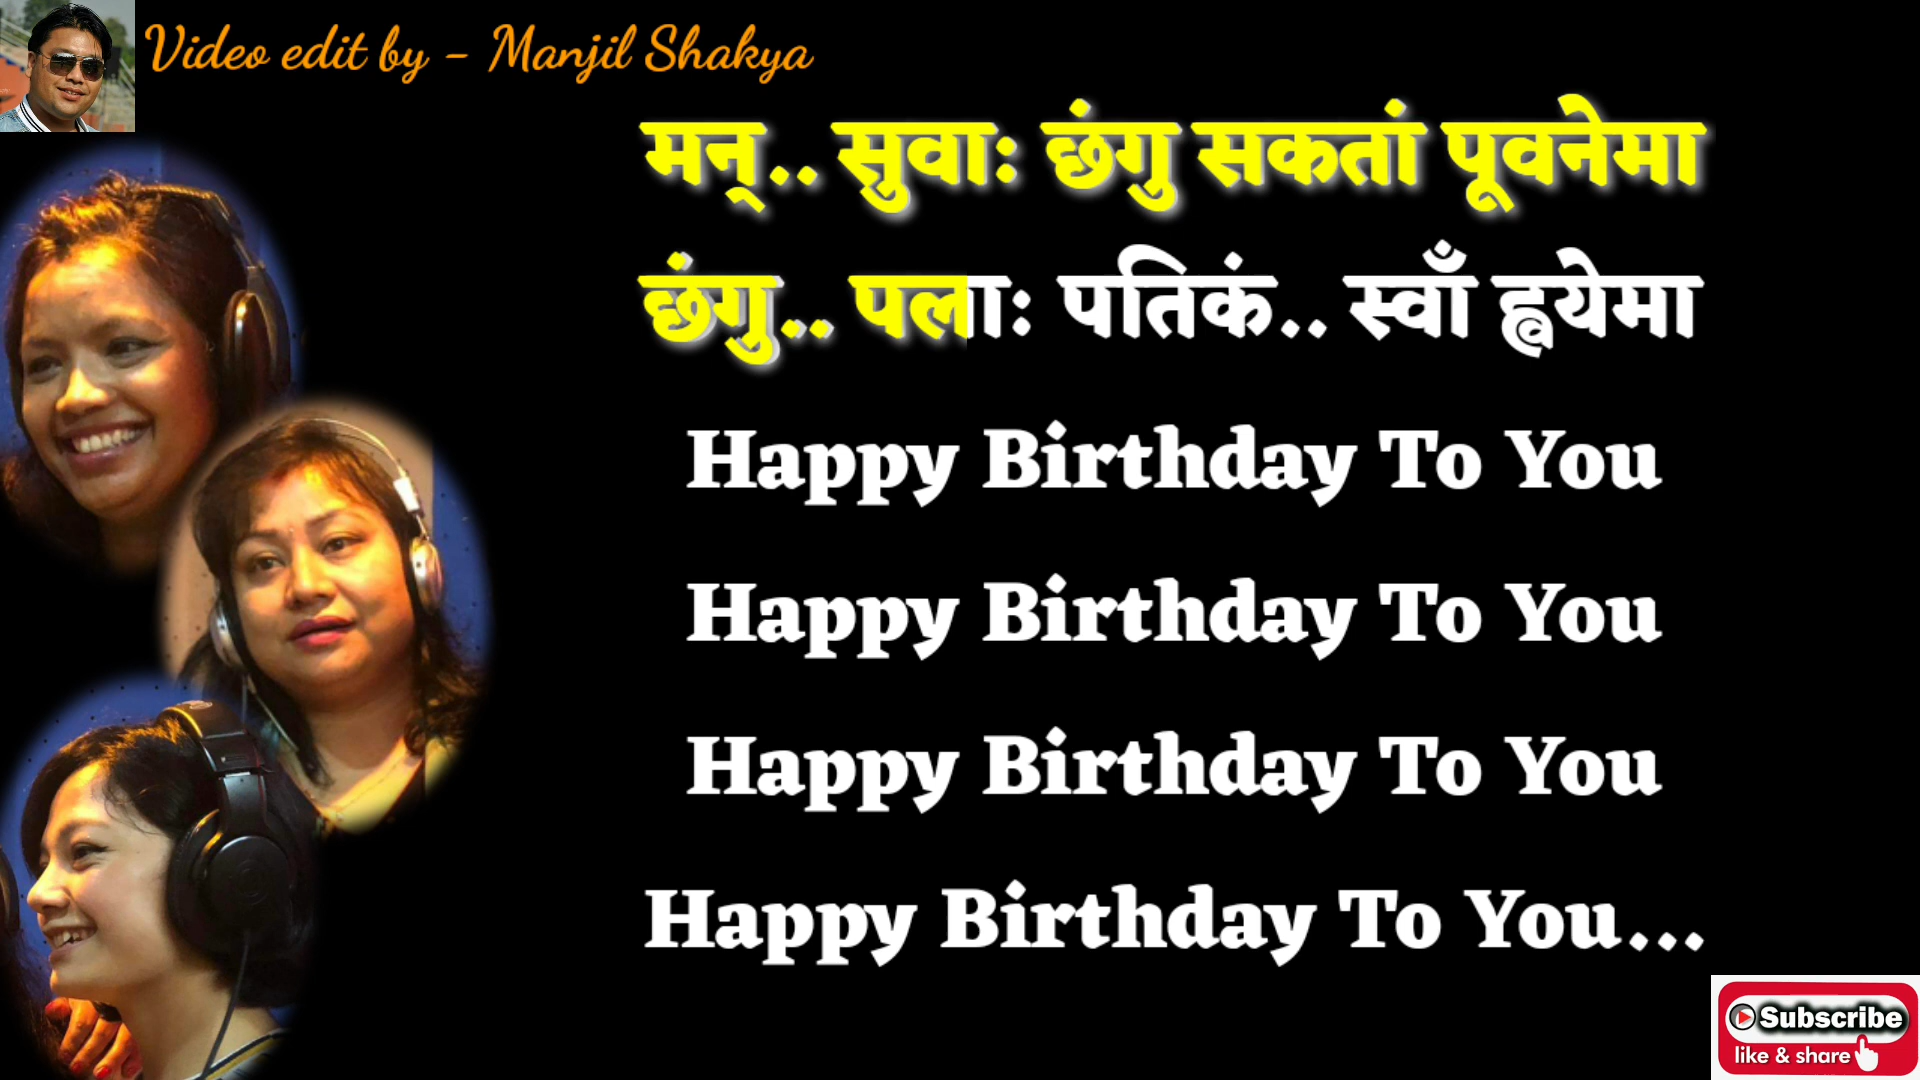 Video edit by - Manjil Shakya
मन्.. सुवाः छंगु सकतां पूवनेमा
छंगु.. पलाः पतिकं.. स्वाँ ह्वयेमा
Happy Birthday To You
Happy Birthday To You
Happy Birthday To You
Happy Birthday To You...
Subscribe
like & share